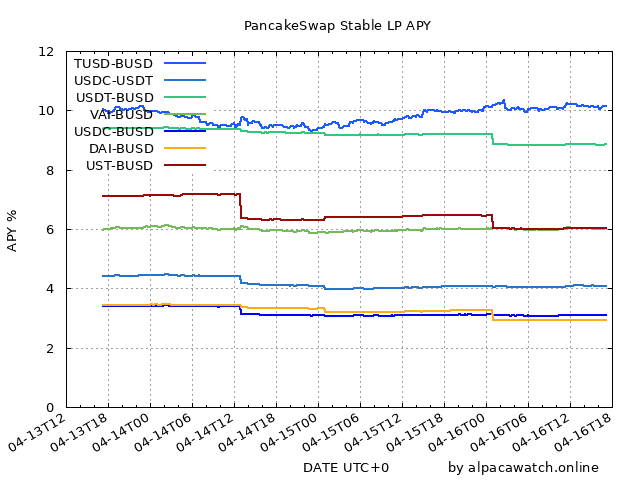 PancakeSwap Stable LP APY
12
10
8
6
4
2
0
APY %
TUSD-BUSD
USDC-USDT
USDT-BUSD
VAI-BUSD
USDC-BUSD
DAI-BUSD
UST-BUSD
04-13T12
04-13T18
04-14T00
04-14T06
04-14T12
04-14T18
04-15T00
04-15T06
04-15T12
04-15T18
04-16T00
04-16T06
04-16T12
04-16T18
DATE UTC+0
by alpacawatch.online